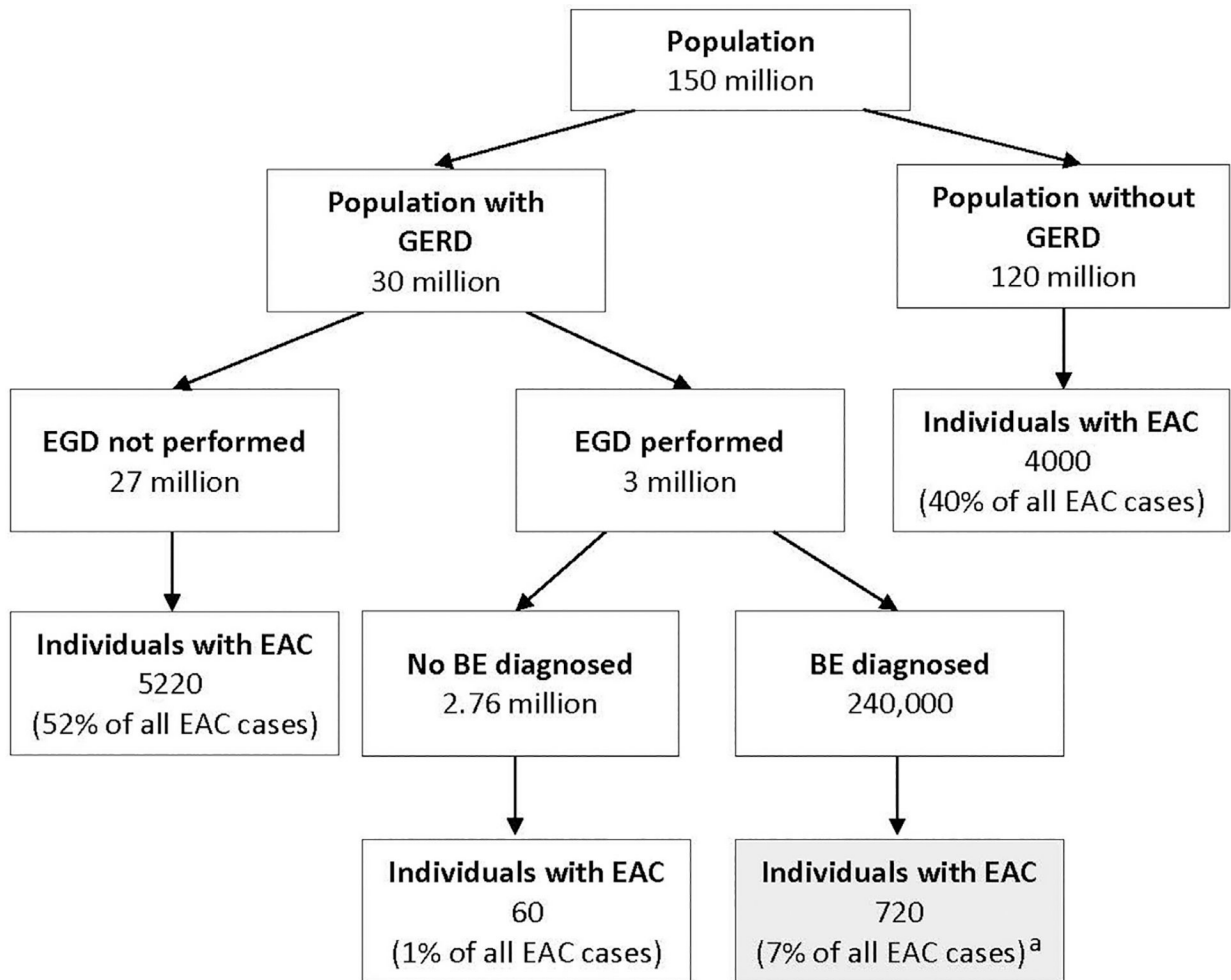 Population
150 million
Population with
GERD
30 million
Population without
GERD
120 million
EGD not performed
27 million
EGD performed
3 million
Individuals with EAC
4000
(40% of all EAC cases)
Individuals with EAC
5220
(52% of all EAC cases)
No BE diagnosed
2.76 million
BE diagnosed
240,000
Individuals with EAC
60
(1% of all EAC cases)
Individuals with EAC
720
(7% of all EAC cases)a